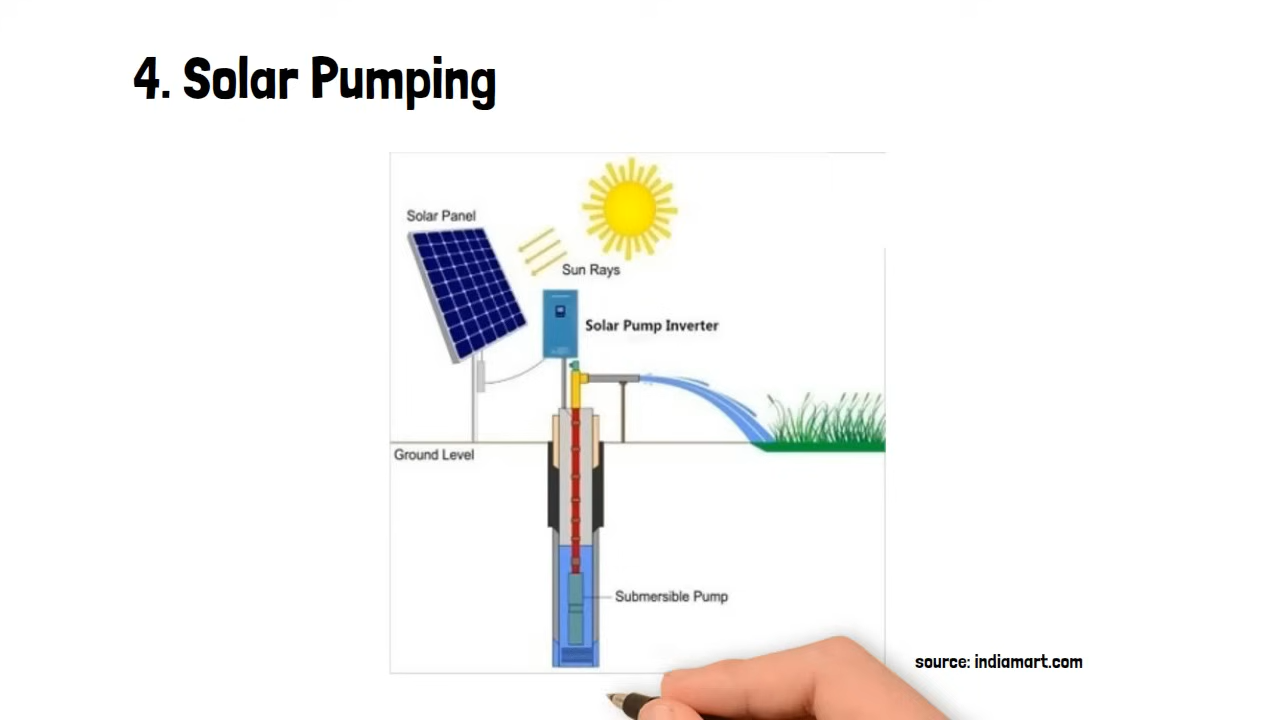 4. Solar Pumping
Solar Panel
Sun Rays
Solar Pump Inverter
Ground Level
Submersible Pump
source: indiamart.com